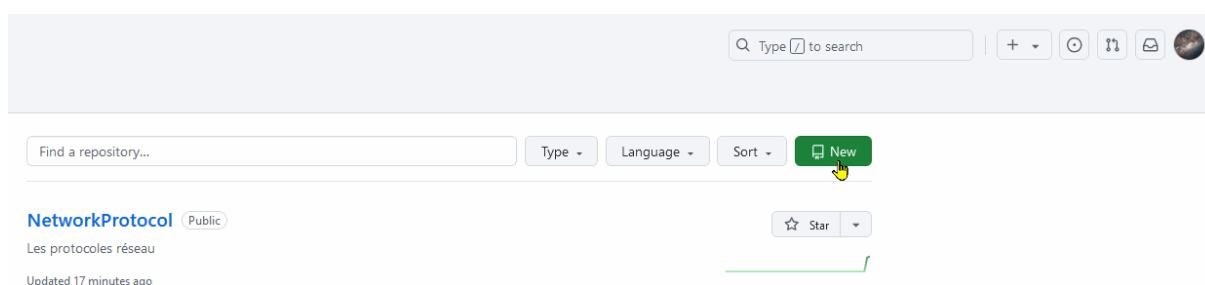 Type / to search
Find a repository...
Type
Language
Sort
New
NetworkProtocol Public
Star
Les protocoles réseau
Updated 17 minutes ago